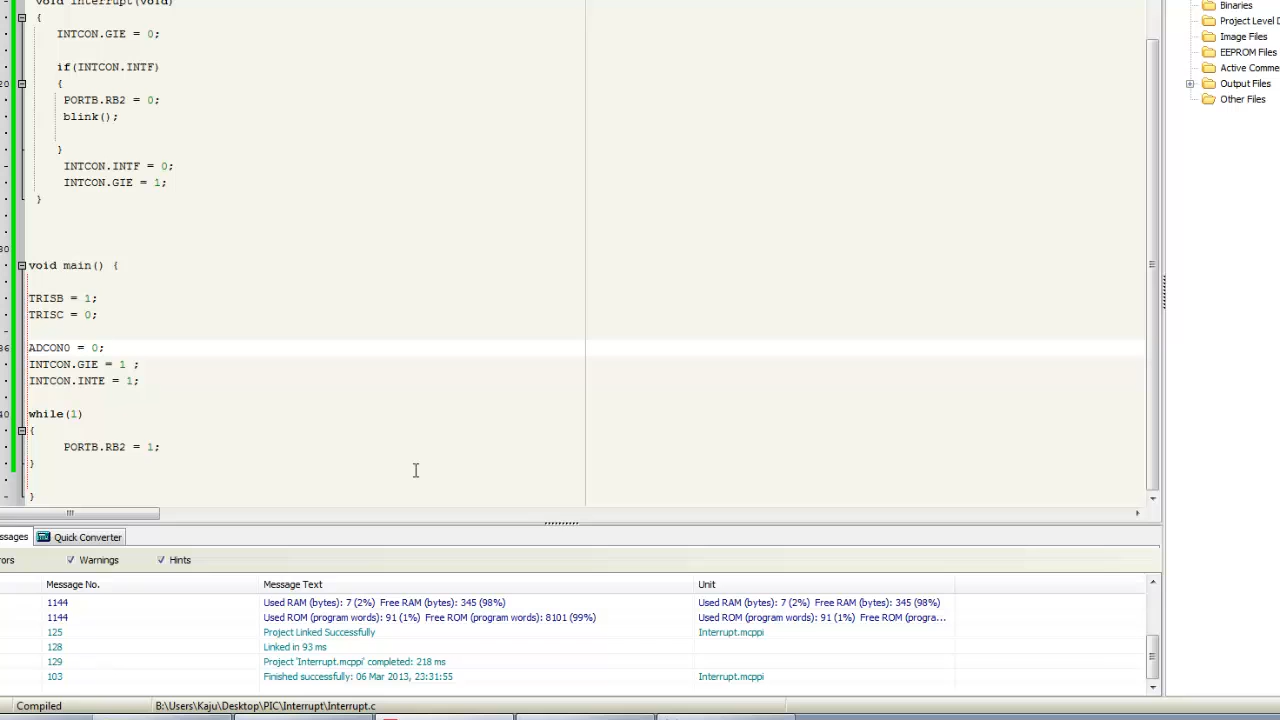 void interrupt(void)
{
INTCON.GIE = 0;
if(INTCON.INTF)
20
{
PORTB.RB2 = 0;
blink();
}
INTCON.INTF = 0;
INTCON.GIE = 1;
}
30
void main() {
TRISB = 1;
TRISC = 0;
36
ADCON0 = 0;
INTCON.GIE = 1 ;
INTCON.INTE = 1;
40
while(1)
{
PORTB.RB2 = 1;
}
}
Binaries
Project Level D
Image Files
EEPROM Files
Active Comme
Output Files
Other Files
ssages
Quick Converter
rors
Warnings
Hints
Message No. Message Text Unit
1144 Used RAM (bytes): 7 (2%) Free RAM (bytes): 345 (98%) Used RAM (bytes): 7 (2%) Free RAM (bytes): 345 (98%)
1144 Used ROM (program words): 91 (1%) Free ROM (program words): 8101 (99%) Used ROM (program words): 91 (1%) Free ROM (progra...
125 Project Linked Successfully Interrupt.mcppi
128 Linked in 93 ms
129 Project 'Interrupt.mcppi' completed: 218 ms
103 Finished successfully: 06 Mar 2013, 23:31:55 Interrupt.mcppi
Compiled B:\Users\Kaju\Desktop\PIC\Interrupt\Interrupt.c